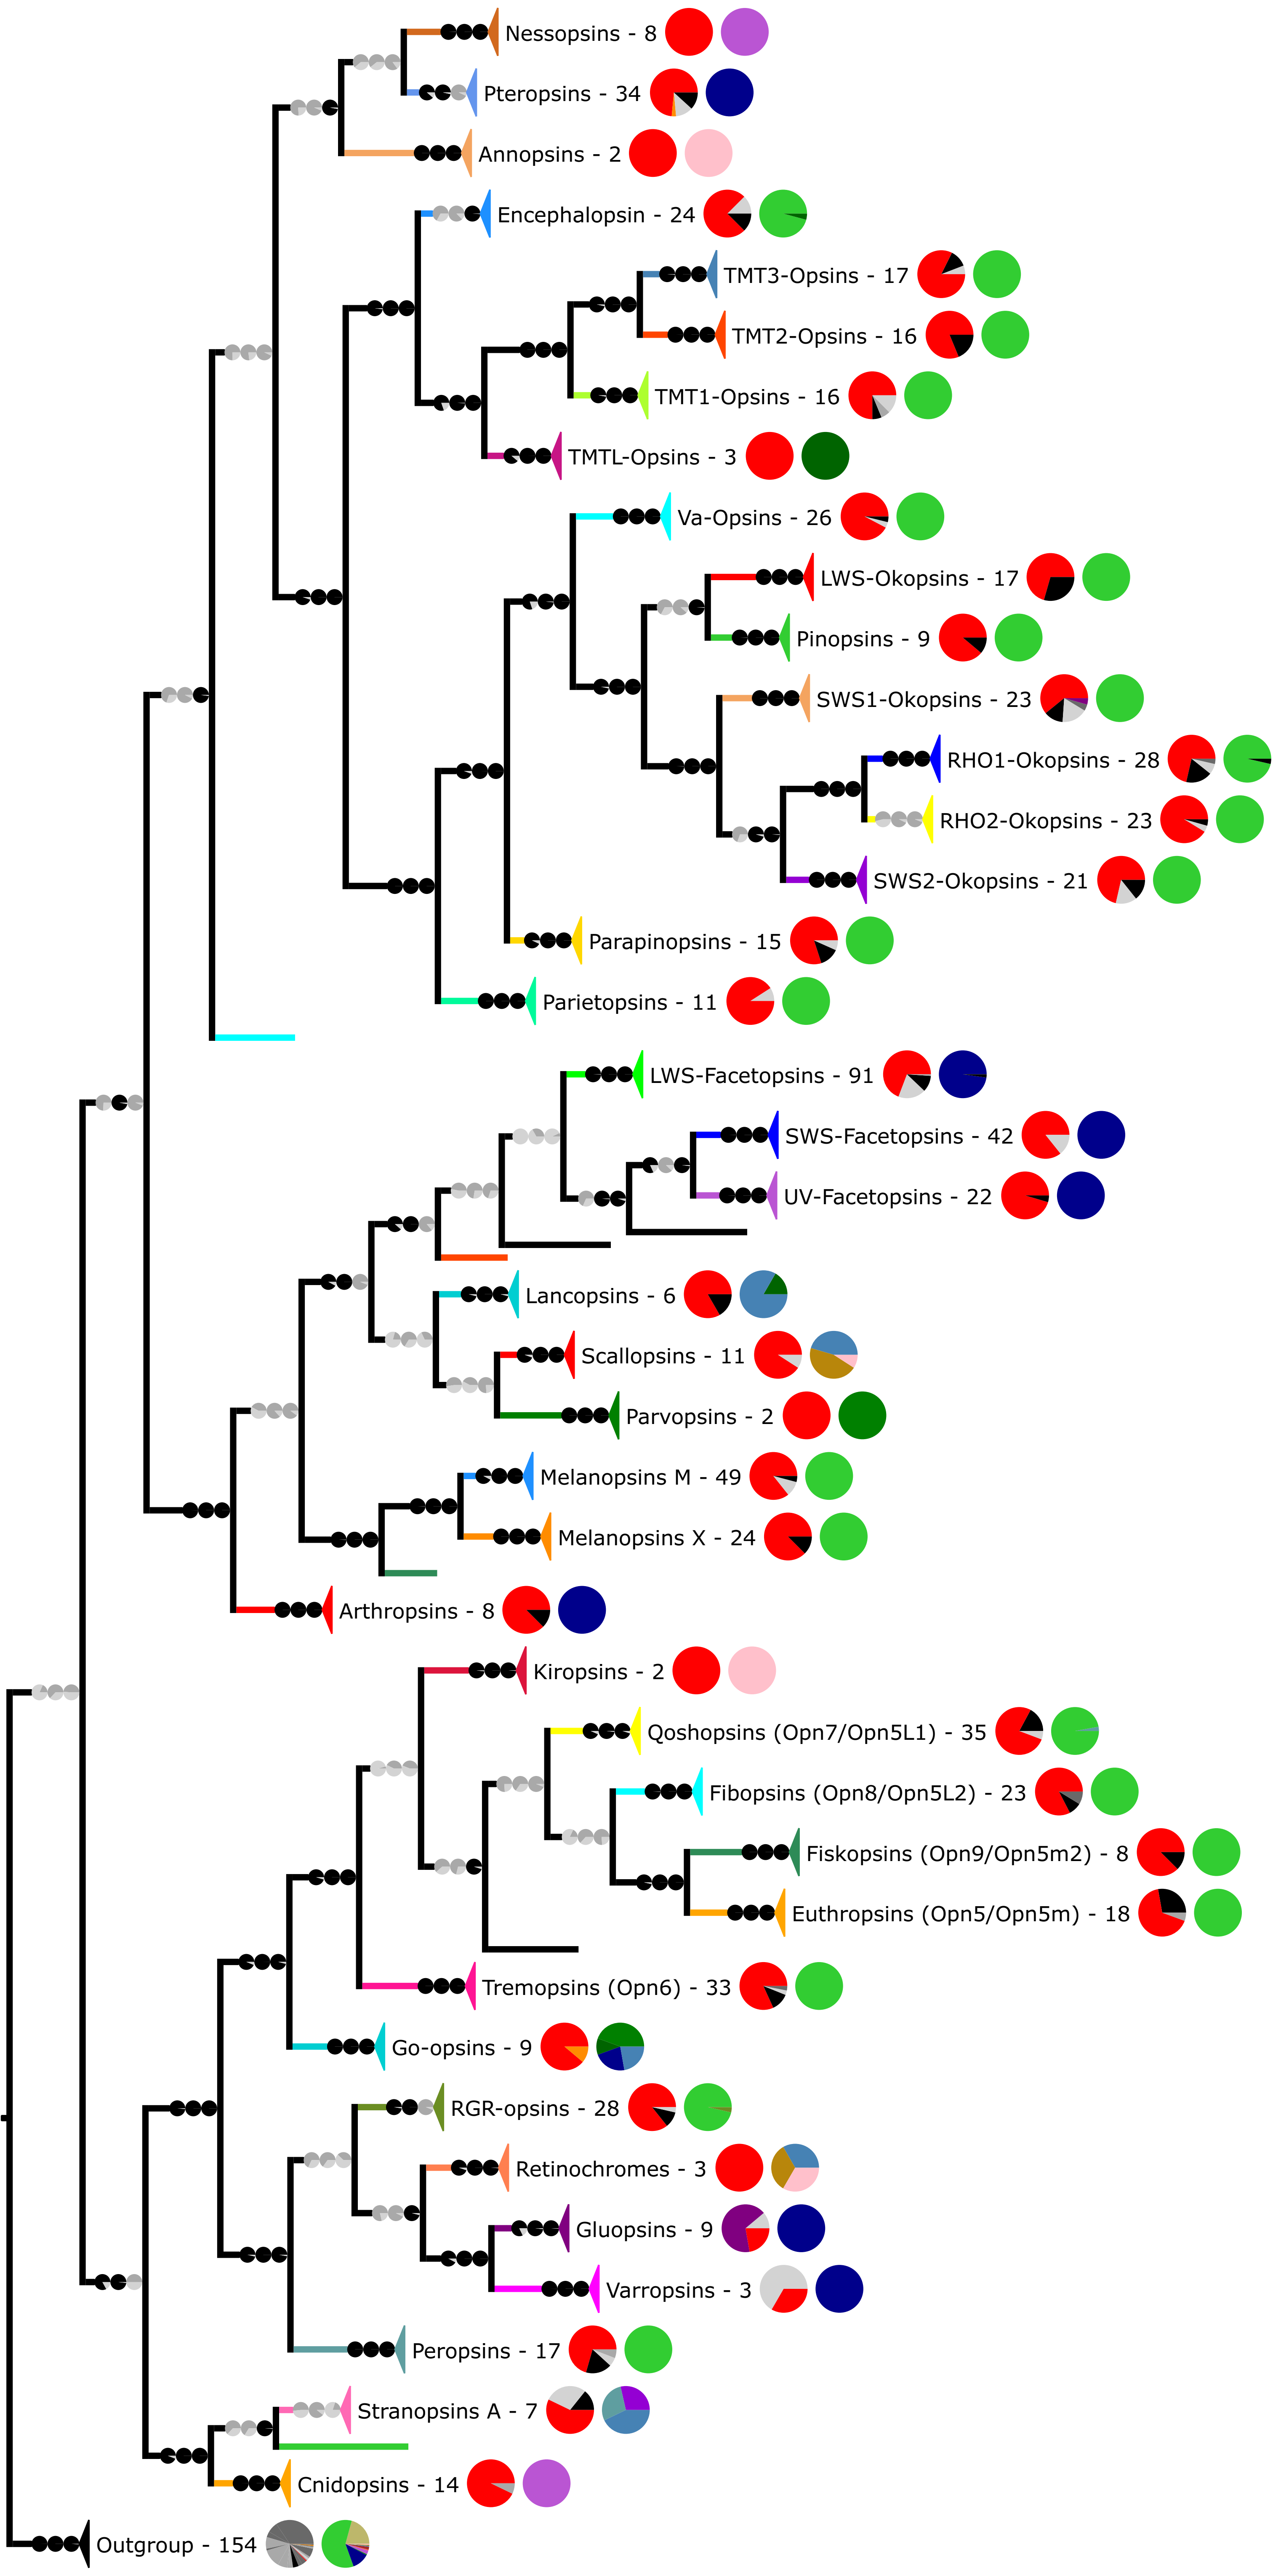 Nessopsins - 8
Pteropsins - 34
Annopsins - 2
Encephalopsin - 24
TMT3-Opsins - 17
TMT2-Opsins - 16
TMT1-Opsins - 16
TMTL-Opsins - 3
Va-Opsins - 26
LWS-Okopsins - 17
Pinopsins - 9
SWS1-Okopsins - 23
RHO1-Okopsins - 28
RHO2-Okopsins - 23
SWS2-Okopsins - 21
Parapinopsins - 15
Parietopsins - 11
LWS-Facetopsins - 91
SWS-Facetopsins - 42
UV-Facetopsins - 22
Lancopsins - 6
Scallopsins - 11
Parvopsins - 2
Melanopsins M - 49
Melanopsins X - 24
Arthropsins - 8
Kiropsins - 2
Qoshopsins (Opn7/Opn5L1) - 35
Fibopsins (Opn8/Opn5L2) - 23
Fiskopsins (Opn9/Opn5m2) - 8
Euthropsins (Opn5/Opn5m) - 18
Tremopsins (Opn6) - 33
Go-opsins - 9
RGR-opsins - 28
Retinochromes - 3
Gluopsins - 9
Varropsins - 3
Peropsins - 17
Stranopsins A - 7
Cnidopsins - 14
Outgroup - 154